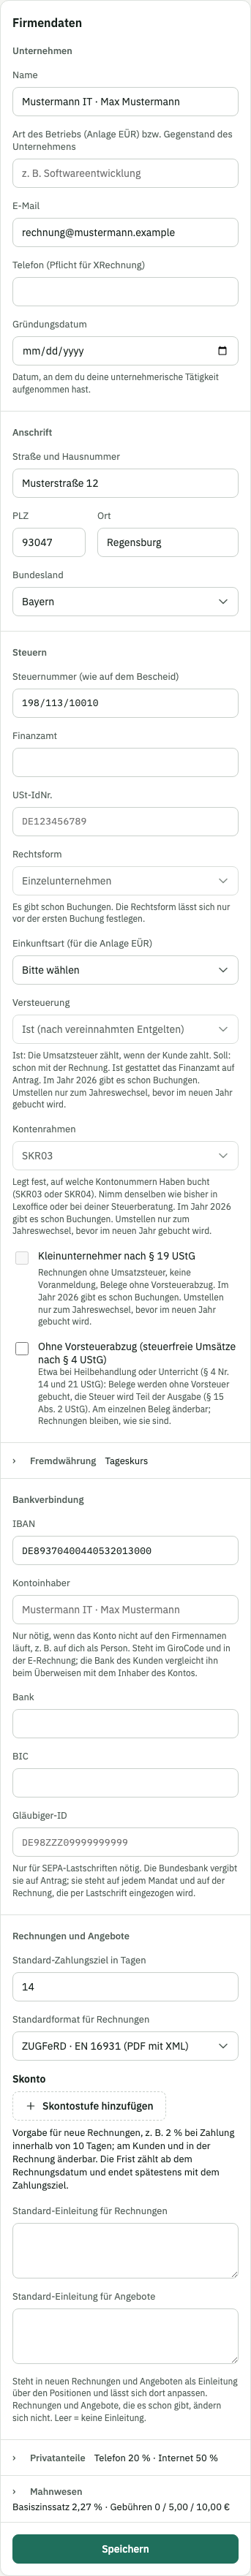 Firmendaten
Unternehmen
Name
Mustermann IT · Max Mustermann
Art des Betriebs (Anlage EÜR) bzw. Gegenstand des
Unternehmens
z. B. Softwareentwicklung
E-Mail
rechnung@mustermann.example
Telefon (Pflicht für XRechnung)
Gründungsdatum
mm/dd/yyyy
Datum, an dem du deine unternehmerische Tätigkeit
aufgenommen hast.
Anschrift
Straße und Hausnummer
Musterstraße 12
PLZ Ort
93047 Regensburg
Bundesland
Bayern
Steuern
Steuernummer (wie auf dem Bescheid)
198/113/10010
Finanzamt
USt-IdNr.
DE123456789
Rechtsform
Einzelunternehmen
Es gibt schon Buchungen. Die Rechtsform lässt sich nur
vor der ersten Buchung festlegen.
Einkunftsart (für die Anlage EÜR)
Bitte wählen
Versteuerung
Ist (nach vereinnahmten Entgelten)
Ist: Die Umsatzsteuer zählt, wenn der Kunde zahlt. Soll:
schon mit der Rechnung. Ist gestattet das Finanzamt auf
Antrag. Im Jahr 2026 gibt es schon Buchungen.
Umstellen nur zum Jahreswechsel, bevor im neuen Jahr
gebucht wird.
Kontenrahmen
SKR03
Legt fest, auf welche Kontonummern Haben bucht
(SKR03 oder SKR04). Nimm denselben wie bisher in
Lexoffice oder bei deiner Steuerberatung. Im Jahr 2026
gibt es schon Buchungen. Umstellen nur zum
Jahreswechsel, bevor im neuen Jahr gebucht wird.
Kleinunternehmer nach § 19 UStG
Rechnungen ohne Umsatzsteuer, keine
Voranmeldung, Belege ohne Vorsteuerabzug. Im
Jahr 2026 gibt es schon Buchungen. Umstellen
nur zum Jahreswechsel, bevor im neuen Jahr
gebucht wird.
Ohne Vorsteuerabzug (steuerfreie Umsätze
nach § 4 UStG)
Etwa bei Heilbehandlung oder Unterricht (§ 4 Nr.
14 und 21 UStG): Belege werden ohne Vorsteuer
gebucht, die Steuer wird Teil der Ausgabe (§ 15
Abs. 2 UStG). Am einzelnen Beleg änderbar;
Rechnungen bleiben, wie sie sind.
Fremdwährung Tageskurs
Bankverbindung
IBAN
DE89370400440532013000
Kontoinhaber
Mustermann IT · Max Mustermann
Nur nötig, wenn das Konto nicht auf den Firmennamen
läuft, z. B. auf dich als Person. Steht im GiroCode und in
der E-Rechnung; die Bank des Kunden vergleicht ihn
beim Überweisen mit dem Inhaber des Kontos.
Bank
BIC
Gläubiger-ID
DE98ZZZ09999999999
Nur für SEPA-Lastschriften nötig. Die Bundesbank vergibt
sie auf Antrag; sie steht auf jedem Mandat und auf der
Rechnung, die per Lastschrift eingezogen wird.
Rechnungen und Angebote
Standard-Zahlungsziel in Tagen
14
Standardformat für Rechnungen
ZUGFeRD · EN 16931 (PDF mit XML)
Skonto
+ Skontostufe hinzufügen
Vorgabe für neue Rechnungen, z. B. 2 % bei Zahlung
innerhalb von 10 Tagen; am Kunden und in der
Rechnung änderbar. Die Frist zählt ab dem
Rechnungsdatum und endet spätestens mit dem
Zahlungsziel.
Standard-Einleitung für Rechnungen
Standard-Einleitung für Angebote
Steht in neuen Rechnungen und Angeboten als Einleitung
über den Positionen und lässt sich dort anpassen.
Rechnungen und Angebote, die es schon gibt, ändern
sich nicht. Leer = keine Einleitung.
Privatanteile Telefon 20 % · Internet 50 %
Mahnwesen
Basiszinssatz 2,27 % · Gebühren 0 / 5,00 / 10,00 €
Speichern